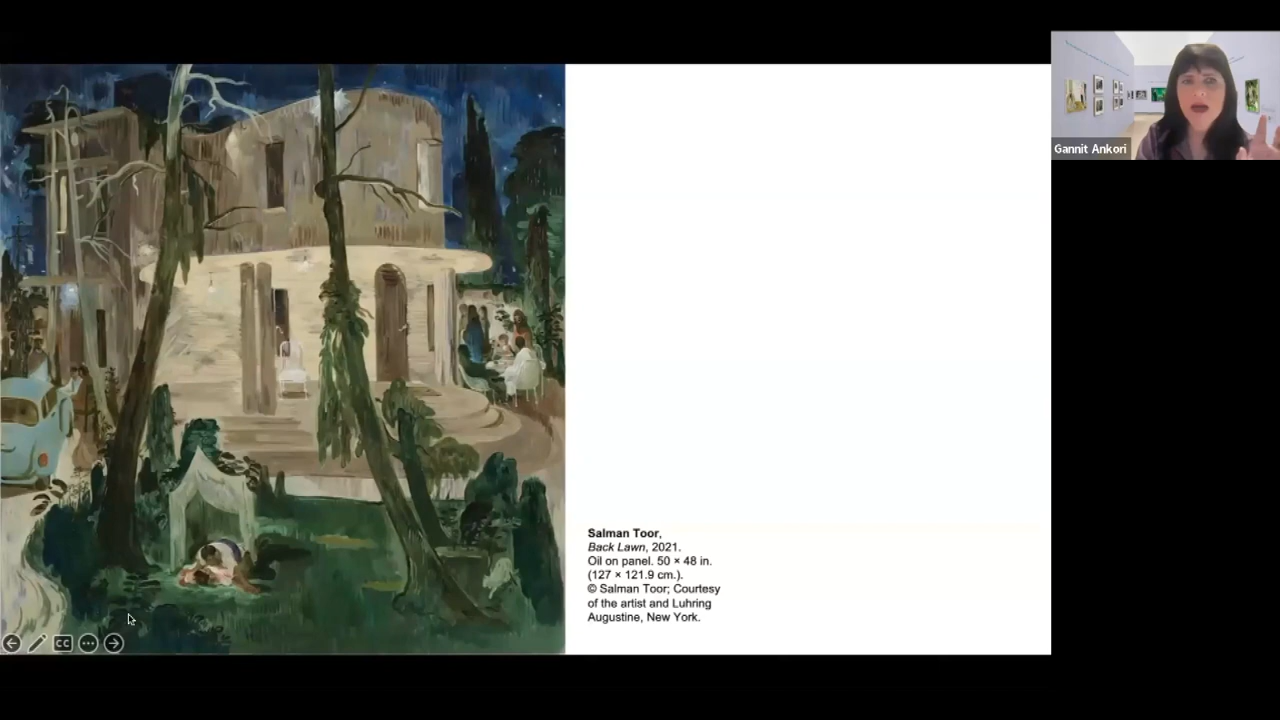 Gannit Ankori
Salman Toor,
Back Lawn, 2021.
Oil on panel. 50 × 48 in.
(127 × 121.9 cm.).
© Salman Toor; Courtesy
of the artist and Luhring
Augustine, New York.
CC